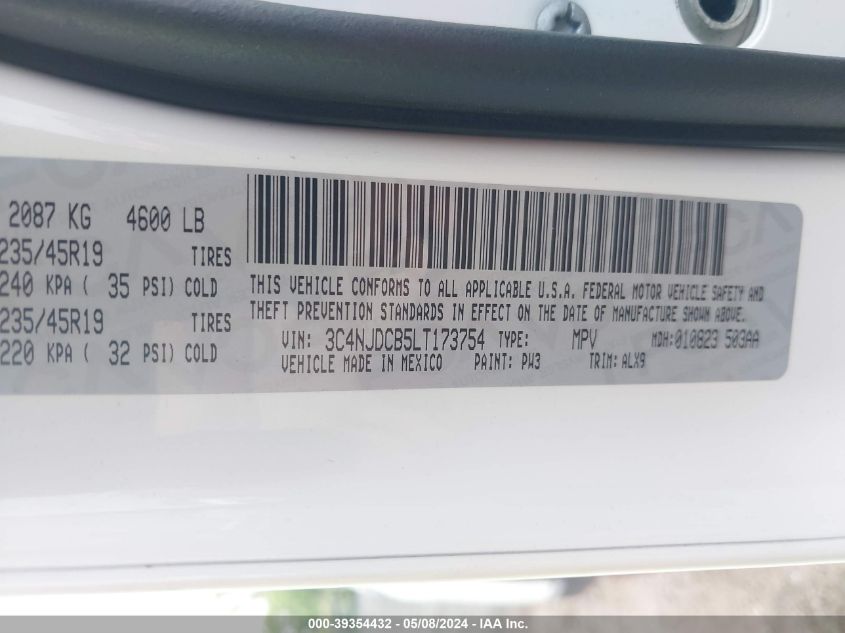 2087 KG 4600 LB
235/45R19 TIRES
240 KPA ( 35 PSI) COLD
235/45R19 TIRES
220 KPA ( 32 PSI) COLD
THIS VEHICLE CONFORMS TO ALL APPLICABLE U.S.A. FEDERAL MOTOR VEHICLE SAFETY AND
THEFT PREVENTION STANDARDS IN EFFECT ON THE DATE OF MANUFACTURE SHOWN ABOVE.
VIN: 3C4NJDCB5LT173754 TYPE: MPV MDH:010823 503AA
VEHICLE MADE IN MEXICO PAINT: PW3 TRIM: ALX9
000-39354432 - 05/08/2024 - IAA Inc.